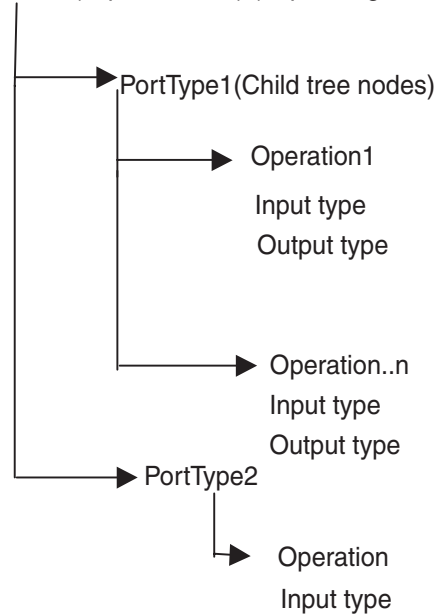 PortType1(Child tree nodes)
Operation1
Input type
Output type
Operation..n
Input type
Output type
PortType2
Operation
Input type